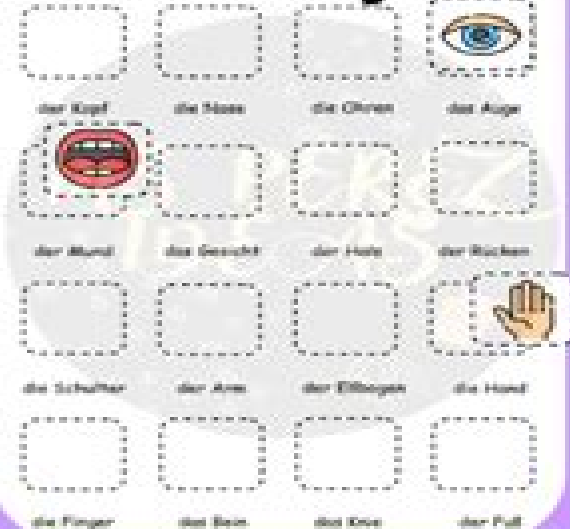 der Kopf die Nase die Ohren das Auge
der Mund das Gesicht der Hals der Rücken
die Schulter der Arm der Ellbogen die Hand
die Finger das Bein das Knie der Fuß